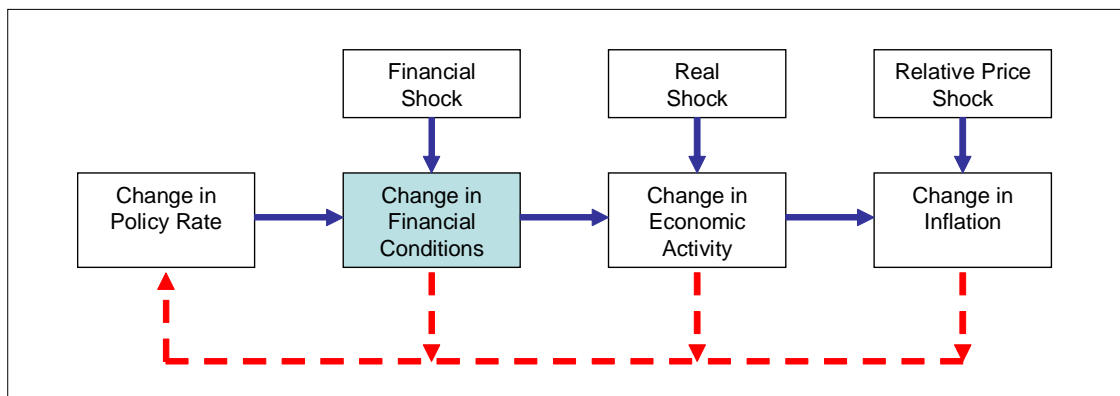 Financial
Shock
Real
Shock
Relative Price
Shock
Change in
Policy Rate
Change in
Financial
Conditions
Change in
Economic
Activity
Change in
Inflation